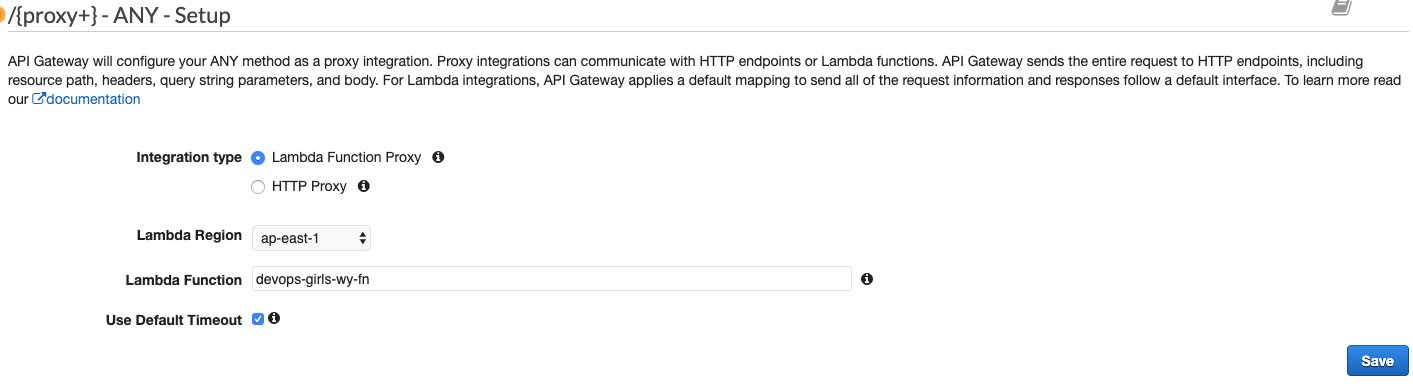 /{proxy+} - ANY - Setup
API Gateway will configure your ANY method as a proxy integration. Proxy integrations can communicate with HTTP endpoints or Lambda functions. API Gateway sends the entire request to HTTP endpoints, including
resource path, headers, query string parameters, and body. For Lambda integrations, API Gateway applies a default mapping to send all of the request information and responses follow a default interface. To learn more read
our documentation
Integration type Lambda Function Proxy
HTTP Proxy
Lambda Region ap-east-1
Lambda Function devops-girls-wy-fn
Use Default Timeout
Save